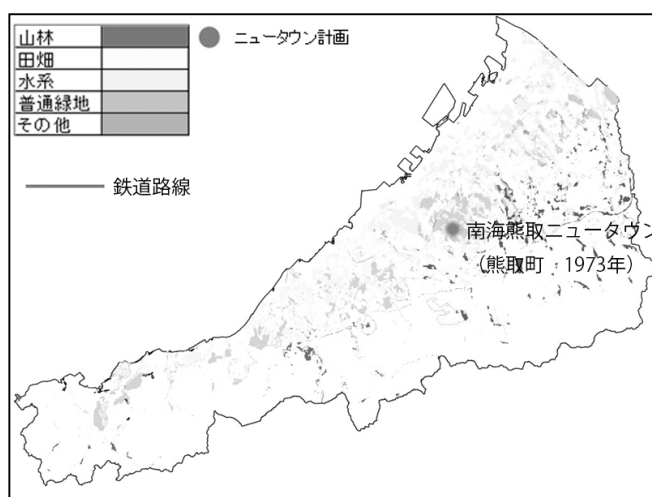 山林
田畑
水系
普通緑地
その他
ニュータウン計画
鉄道路線
南海熊取ニュータウン
（熊取町　1973年）